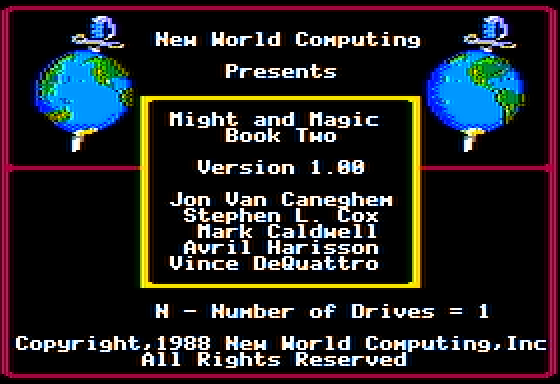 New World Computing
Presents
Might and Magic
Book Two
Version 1.00
Jon Van Caneghem
Stephen L. Cox
Mark Caldwell
Avril Harisson
Vince DeQuattro
N - Number of Drives = 1
Copyright,1988 New World Computing,Inc
All Rights Reserved